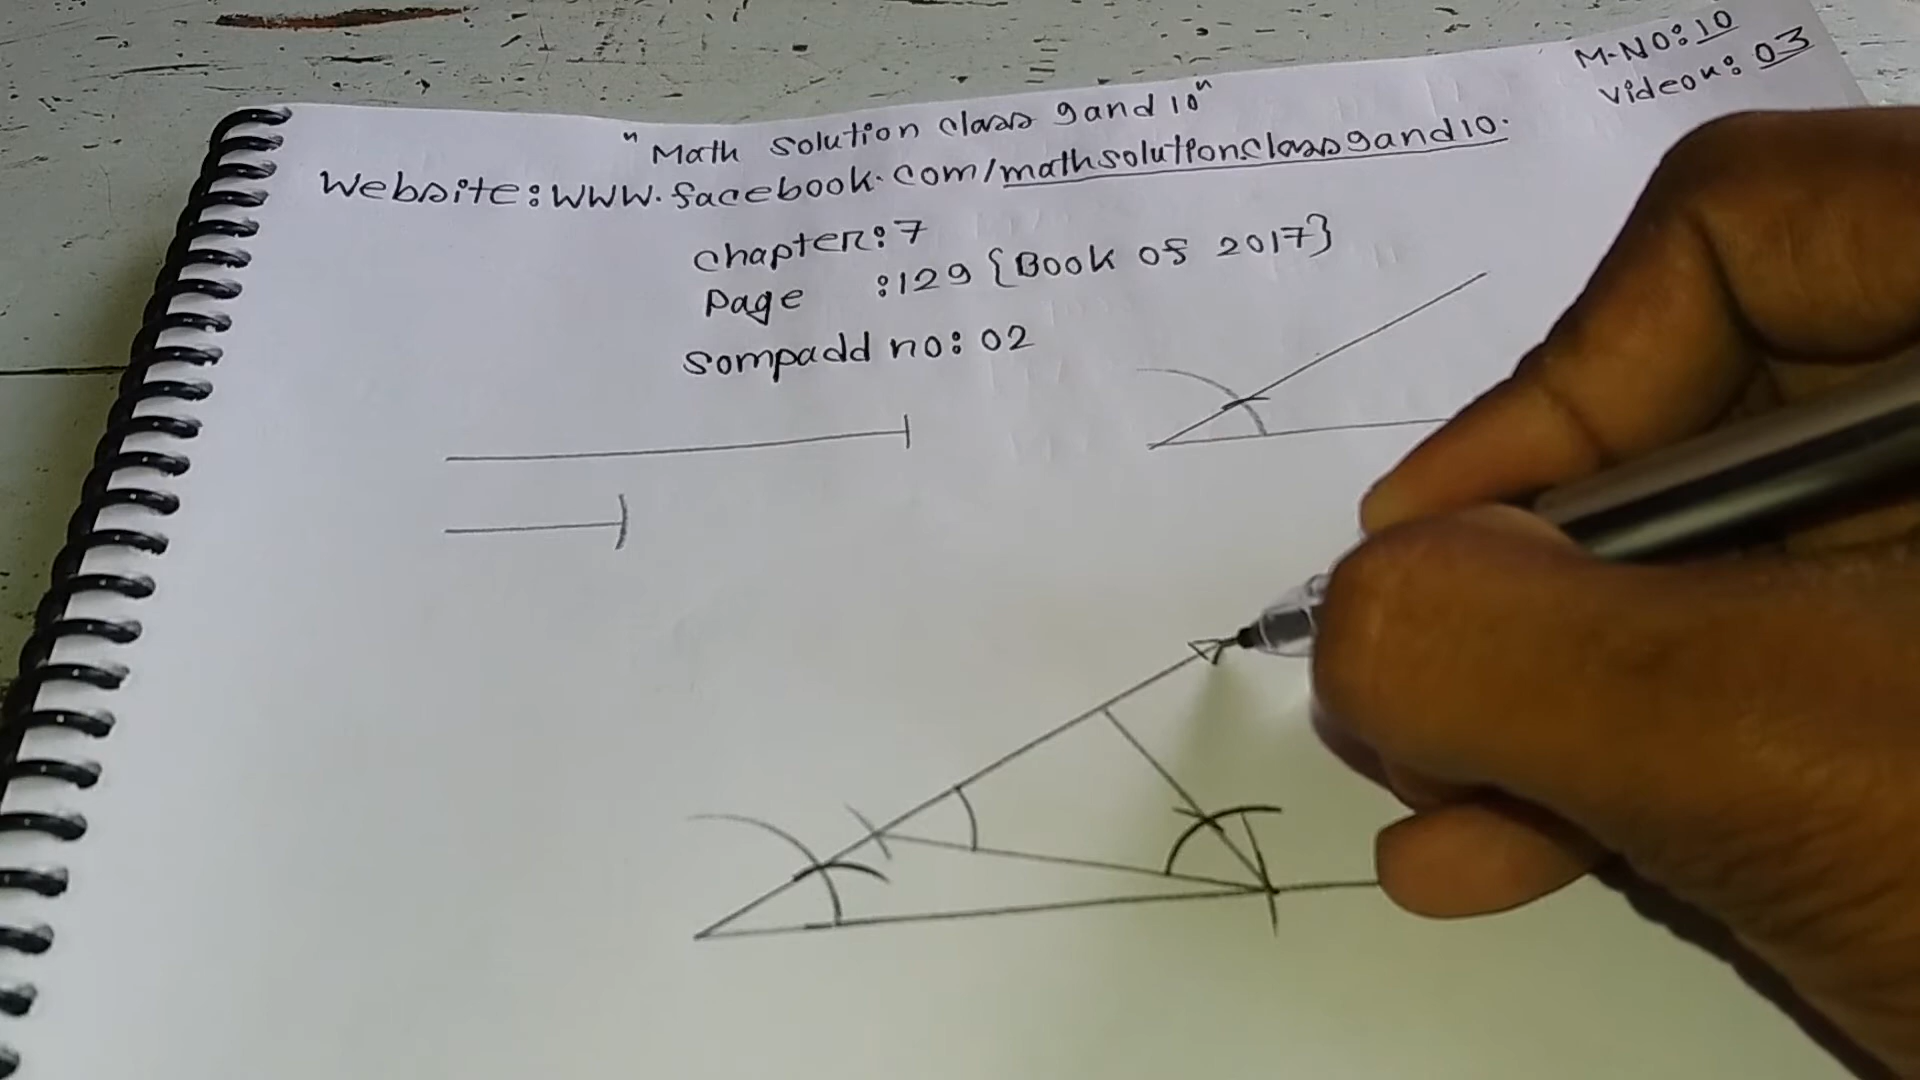 M.NO:10
Videon: 03
"Math solution class 9 and 10"
Website:WWW.facebook.com/mathsolutionclass9and10.
chapter:7
page :129 {Book of 2017}
sompadd no: 02